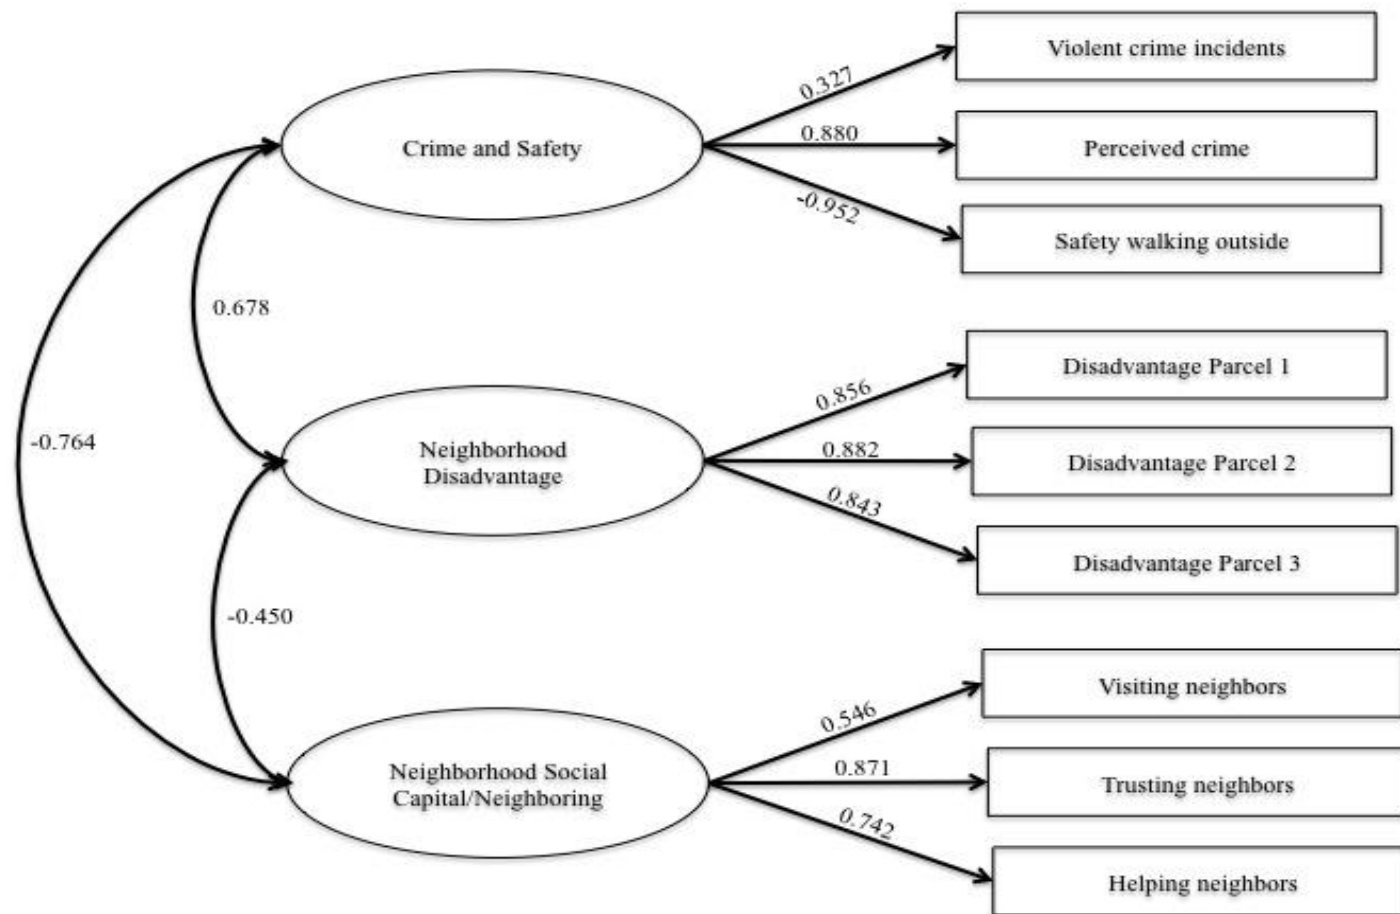 Violent crime incidents
0.327
Crime and Safety
0.880
Perceived crime
-0.952
Safety walking outside
0.678
Disadvantage Parcel 1
0.856
-0.764
Neighborhood
Disadvantage
0.882
Disadvantage Parcel 2
0.843
Disadvantage Parcel 3
-0.450
Visiting neighbors
0.546
Neighborhood Social
Capital/Neighboring
0.871
Trusting neighbors
0.742
Helping neighbors